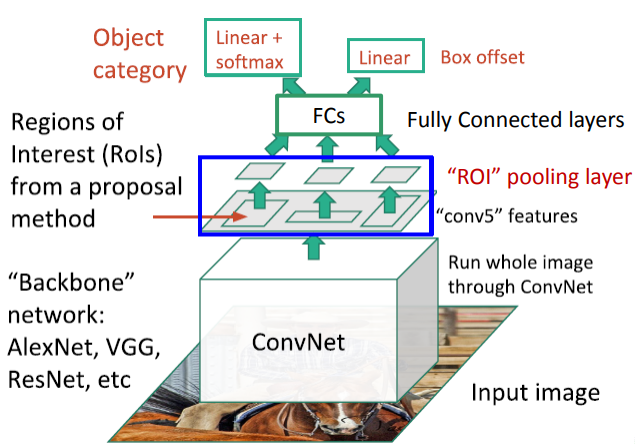 Object
category
Linear +
softmax
Linear
Box offset
FCs
Fully Connected layers
Regions of
Interest (RoIs)
from a proposal
method
“ROI” pooling layer
“conv5” features
Run whole image
through ConvNet
“Backbone”
network:
AlexNet, VGG,
ResNet, etc
ConvNet
Input image